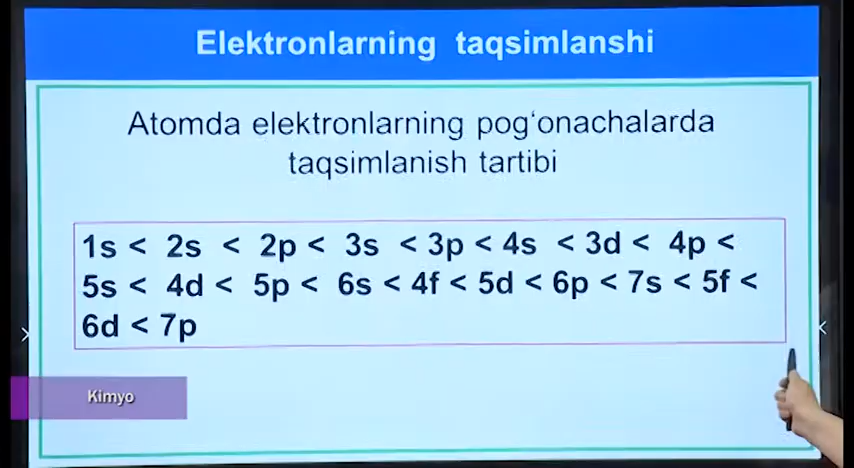 Elektronlarning taqsimlanshi
Atomda elektronlarning pog‘onachalarda
taqsimlanish tartibi
1s < 2s < 2p < 3s < 3p < 4s < 3d < 4p <
5s < 4d < 5p < 6s < 4f < 5d < 6p < 7s < 5f <
6d < 7p
Kimyo